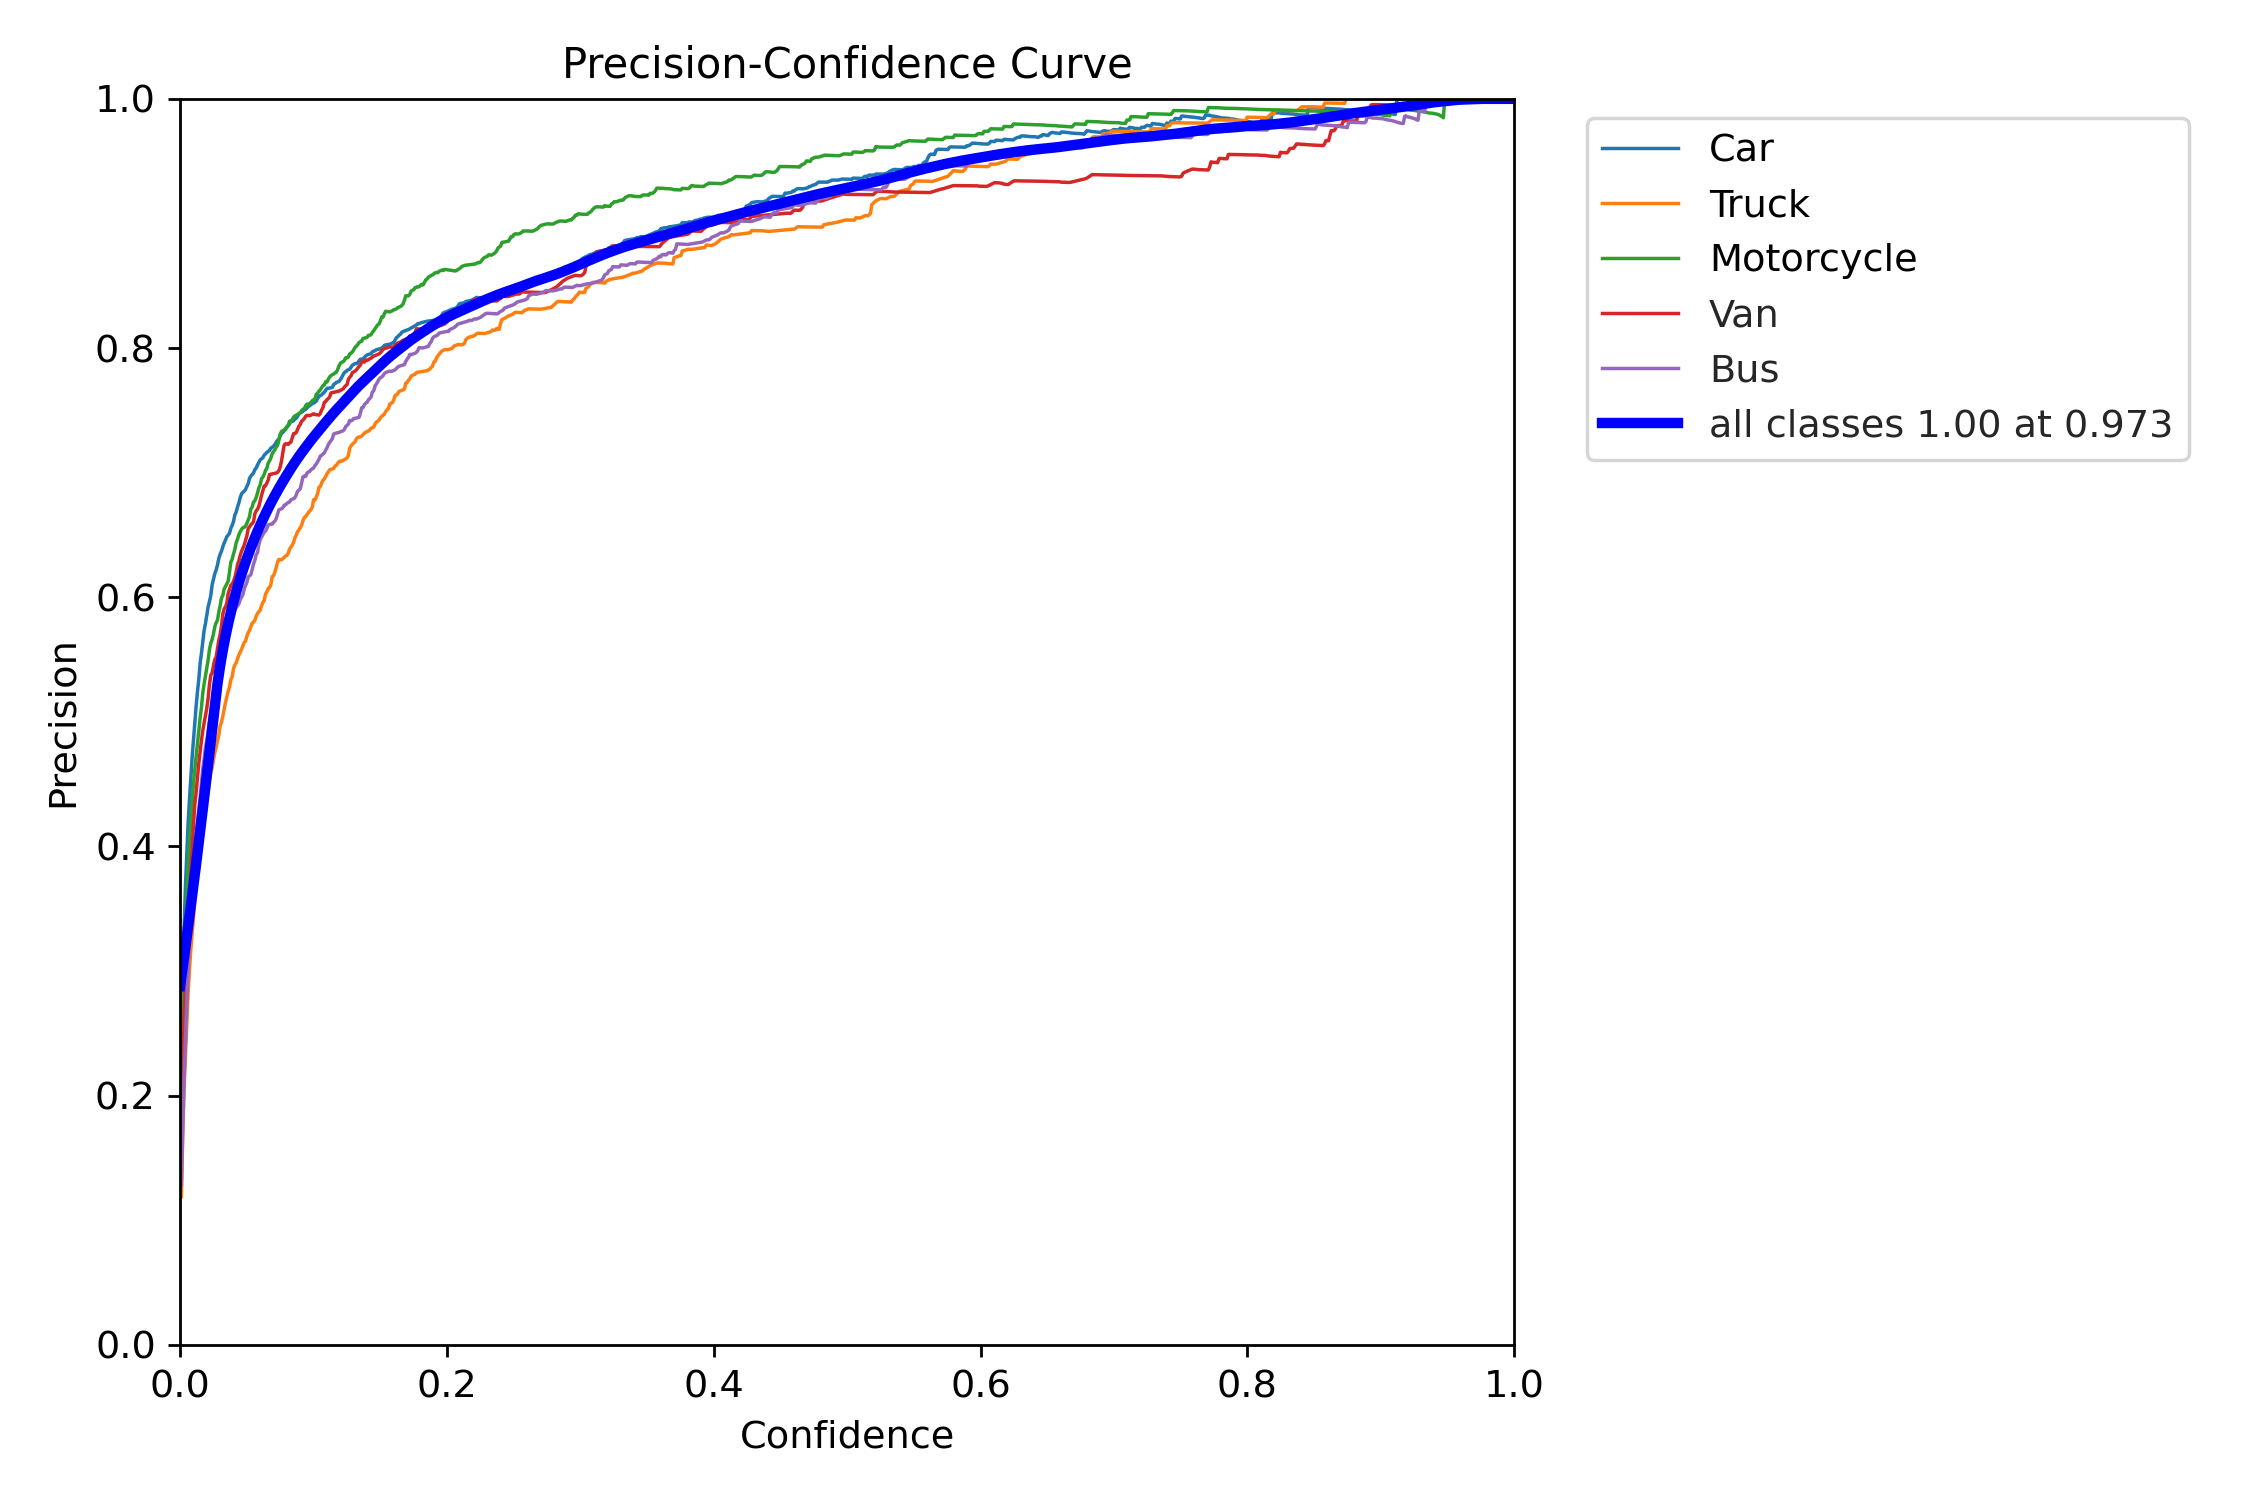 Precision-Confidence Curve
1.0
0.8
0.6
0.4
0.2
0.0
Precision
0.0 0.2 0.4 0.6 0.8 1.0
Confidence
Car
Truck
Motorcycle
Van
Bus
all classes 1.00 at 0.973